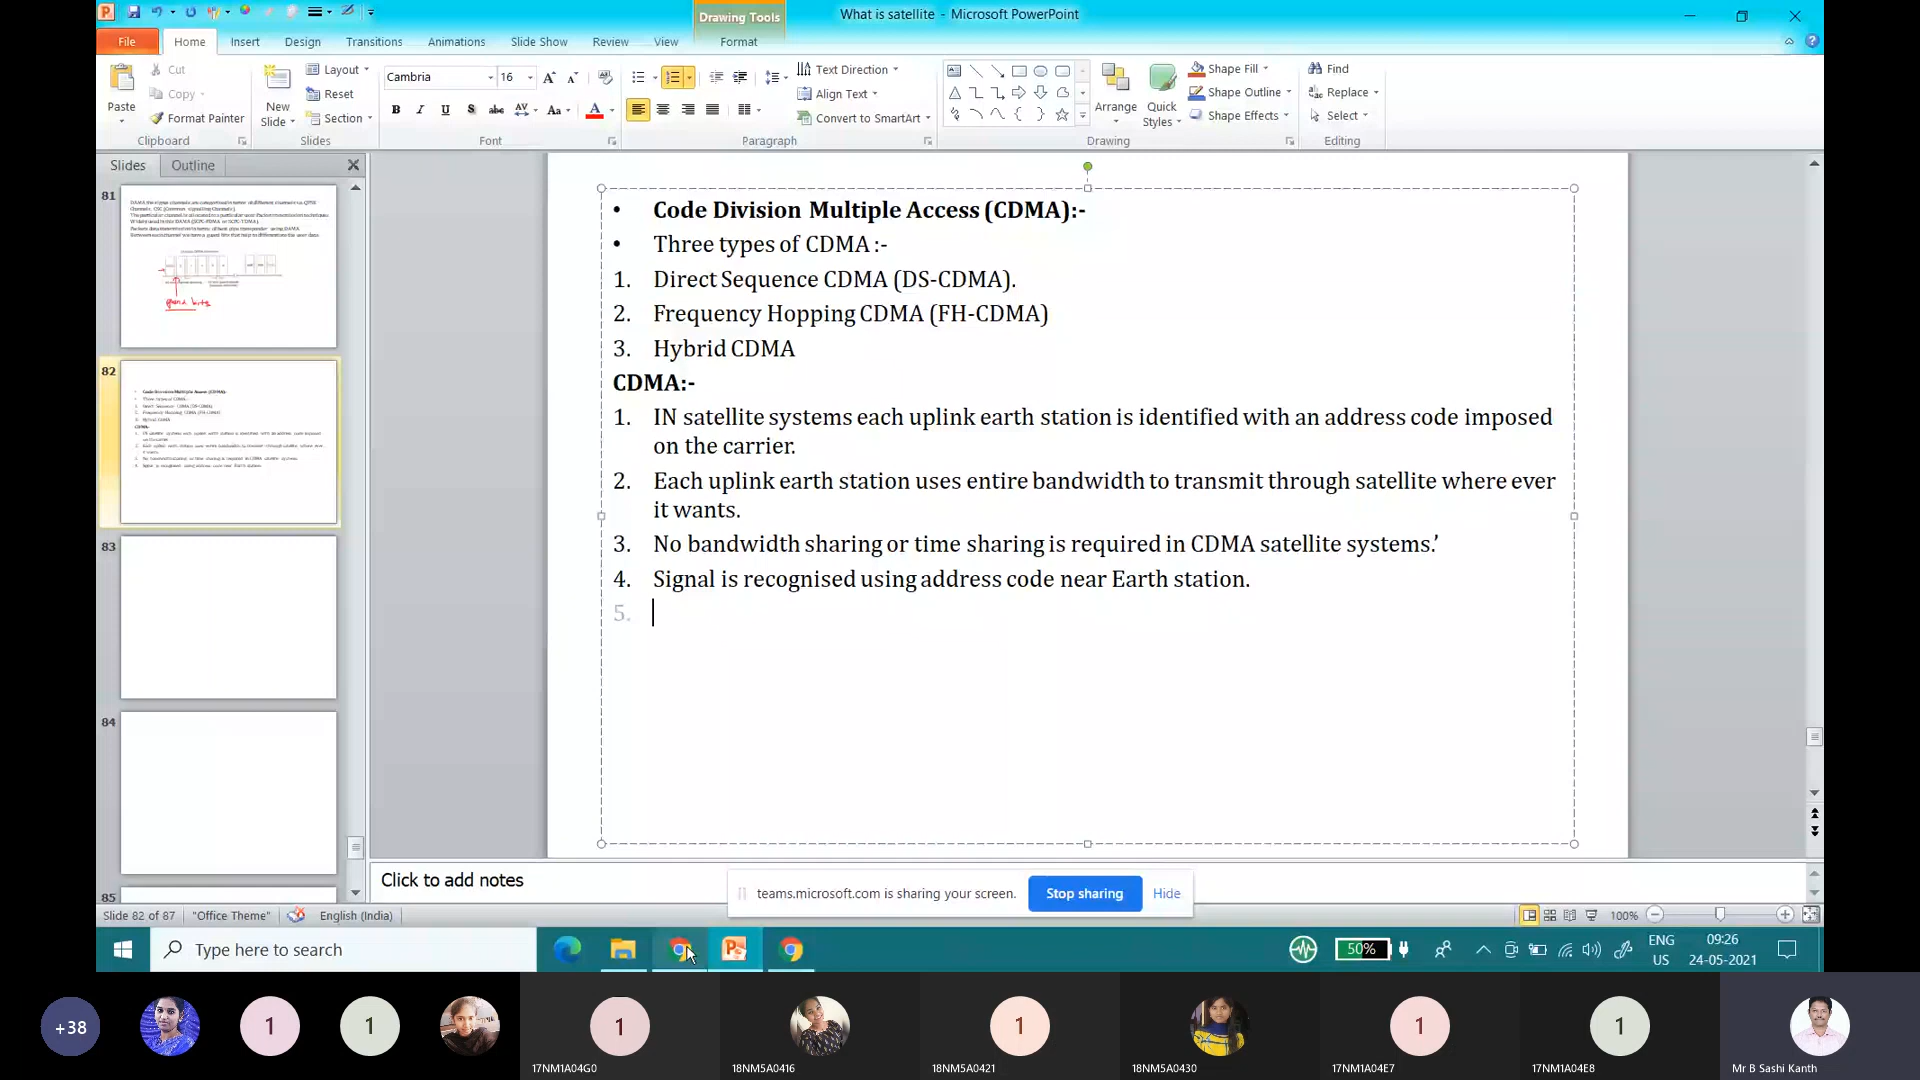 What is satellite - Microsoft PowerPoint
Drawing Tools
File Home Insert Design Transitions Animations Slide Show Review View Format
Paste
Cut
Copy
Format Painter
Clipboard
New Slide
Layout
Reset
Section
Slides
Cambria 16
B I U S abc AV Aa A
Font
Text Direction
Align Text
Convert to SmartArt
Paragraph
Arrange
Quick Styles
Shape Fill
Shape Outline
Shape Effects
Drawing
Find
Replace
Select
Editing
Slides Outline
81
82
83
84
85
• Code Division Multiple Access (CDMA):-
• Three types of CDMA :-
1. Direct Sequence CDMA (DS-CDMA).
2. Frequency Hopping CDMA (FH-CDMA)
3. Hybrid CDMA
CDMA:-
1. IN satellite systems each uplink earth station is identified with an address code imposed
on the carrier.
2. Each uplink earth station uses entire bandwidth to transmit through satellite where ever
it wants.
3. No bandwidth sharing or time sharing is required in CDMA satellite systems.’
4. Signal is recognised using address code near Earth station.
5.
Click to add notes
teams.microsoft.com is sharing your screen. Stop sharing Hide
Slide 82 of 87 "Office Theme" English (India) 100%
Type here to search
50%
ENG
US
09:26
24-05-2021
+38 1 1 1 1 1 1
17NM1A04G0 18NM5A0416 18NM5A0421 18NM5A0430 17NM1A04E7 17NM1A04E8 Mr B Sashi Kanth